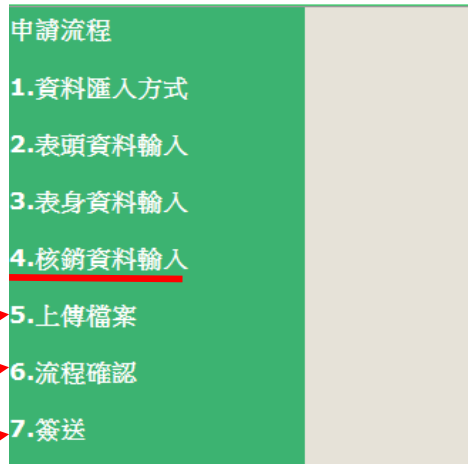 申請流程
1.資料匯入方式
2.表頭資料輸入
3.表身資料輸入
4.核銷資料輸入
5.上傳檔案
6.流程確認
7.簽送